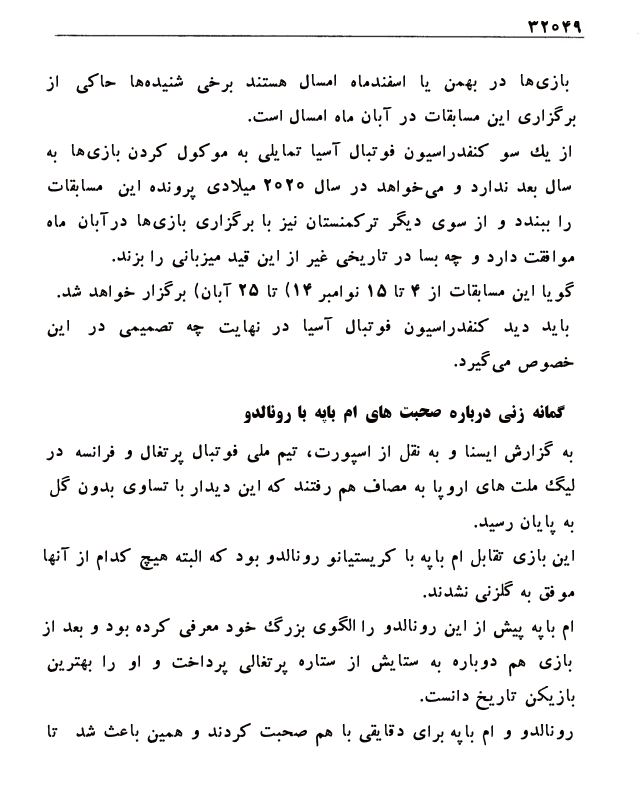 ۳۲۰۴۹
بازی‌ها در بهمن یا اسفندماه امسال هستند برخی شنیده‌ها حاکی از
برگزاری این مسابقات در آبان ماه امسال است.
از یك سو کنفدراسیون فوتبال آسیا تمایلی به موکول کردن بازی‌ها به
سال بعد ندارد و می‌خواهد در سال ۲۰۲۰ میلادی پرونده این مسابقات
را ببندد و از سوی دیگر ترکمنستان نیز با برگزاری بازی‌ها درآبان ماه
موافقت دارد و چه بسا در تاریخی غیر از این قید میزبانی را بزند.
گویا این مسابقات از ۴ تا ۱۵ نوامبر ۱۴) تا ۲۵ آبان) برگزار خواهد شد.
باید دید کنفدراسیون فوتبال آسیا در نهایت چه تصمیمی در این
خصوص می‌گیرد.
گمانه زنی درباره صحبت های ام باپه با رونالدو
به گزارش ایسنا و به نقل از اسپورت، تیم ملی فوتبال پرتغال و فرانسه در
لیگ ملت های اروپا به مصاف هم رفتند که این دیدار با تساوی بدون گل
به پایان رسید.
این بازی تقابل ام باپه با کریستیانو رونالدو بود که البته هیچ کدام از آنها
موفق به گلزنی نشدند.
ام باپه پیش از این رونالدو را الگوی بزرگ خود معرفی کرده بود و بعد از
بازی هم دوباره به ستایش از ستاره پرتغالی پرداخت و او را بهترین
بازیکن تاریخ دانست.
رونالدو و ام باپه برای دقایقی با هم صحبت کردند و همین باعث شد تا